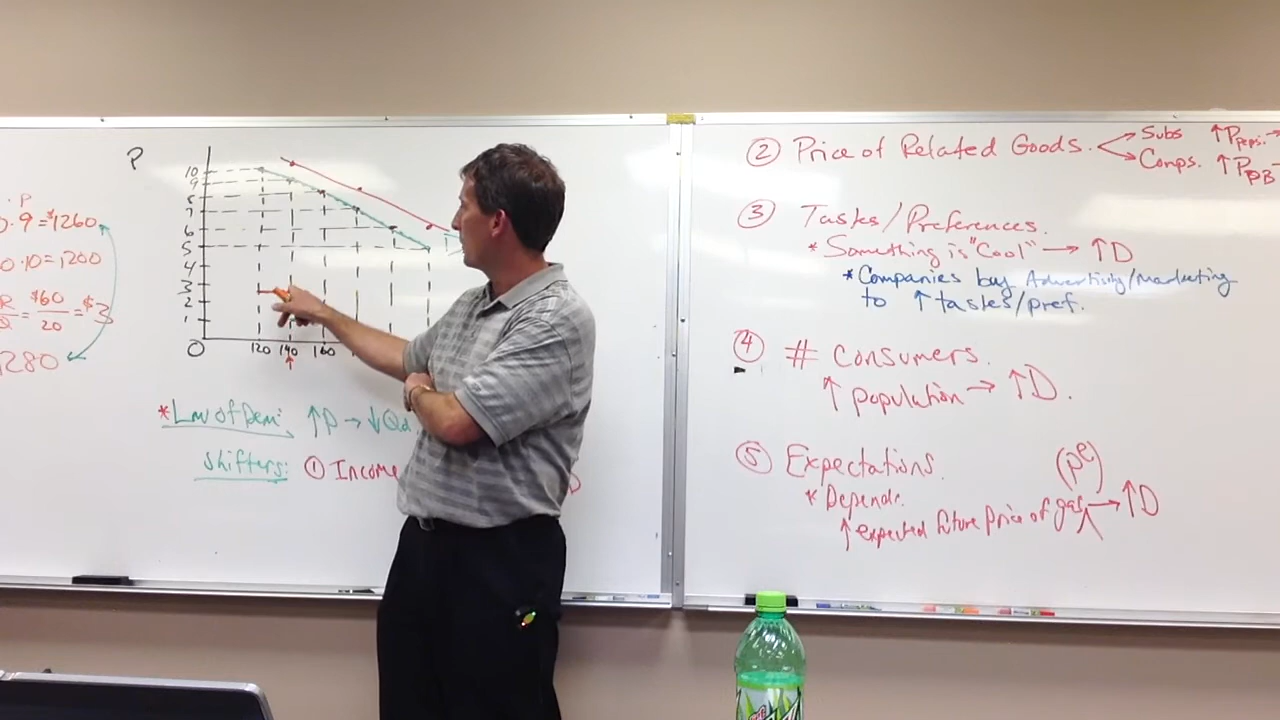 P
0·9 = $1260
0·10 = 1200
R/Q = $60/20 = $3
1280
P
10
9
8
7
6
5
4
3
2
1
0
120 140 160
*Law of Dem: ↑P → ↓Qd
Shifters: ① Income
D
② Price of Related Goods. Subs ↑P
Comps. ↑P
③ Tastes/Preferences.
*Something is "Cool" → ↑D
*Companies buy Advertising/Marketing
to ↑ tastes/pref.
④ # Consumers.
↑ population → ↑D.
⑤ Expectations. (pe)
*Depends.
↑ expected future price of gas → ↑D